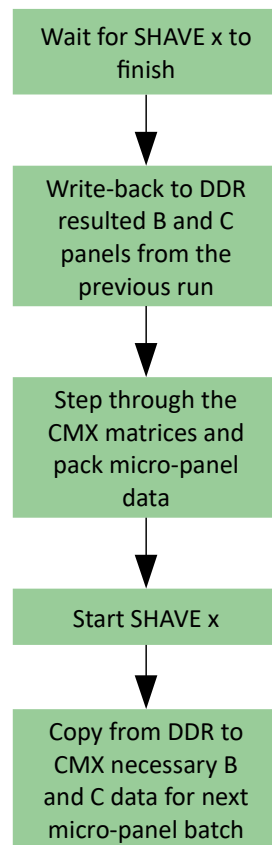 Wait for SHAVE x to
finish
Write-back to DDR
resulted B and C
panels from the
previous run
Step through the
CMX matrices and
pack micro-panel
data
Start SHAVE x
Copy from DDR to
CMX necessary B
and C data for next
micro-panel batch